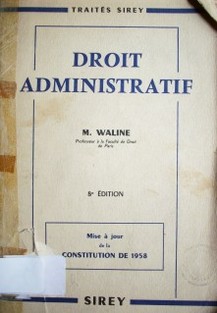 TRAITÉS SIREY
DROIT
ADMINISTRATIF
M. WALINE
Professeur à la Faculté de Droit
de Paris
8e ÉDITION
Mise à jour
de la
CONSTITUTION DE 1958
SIREY